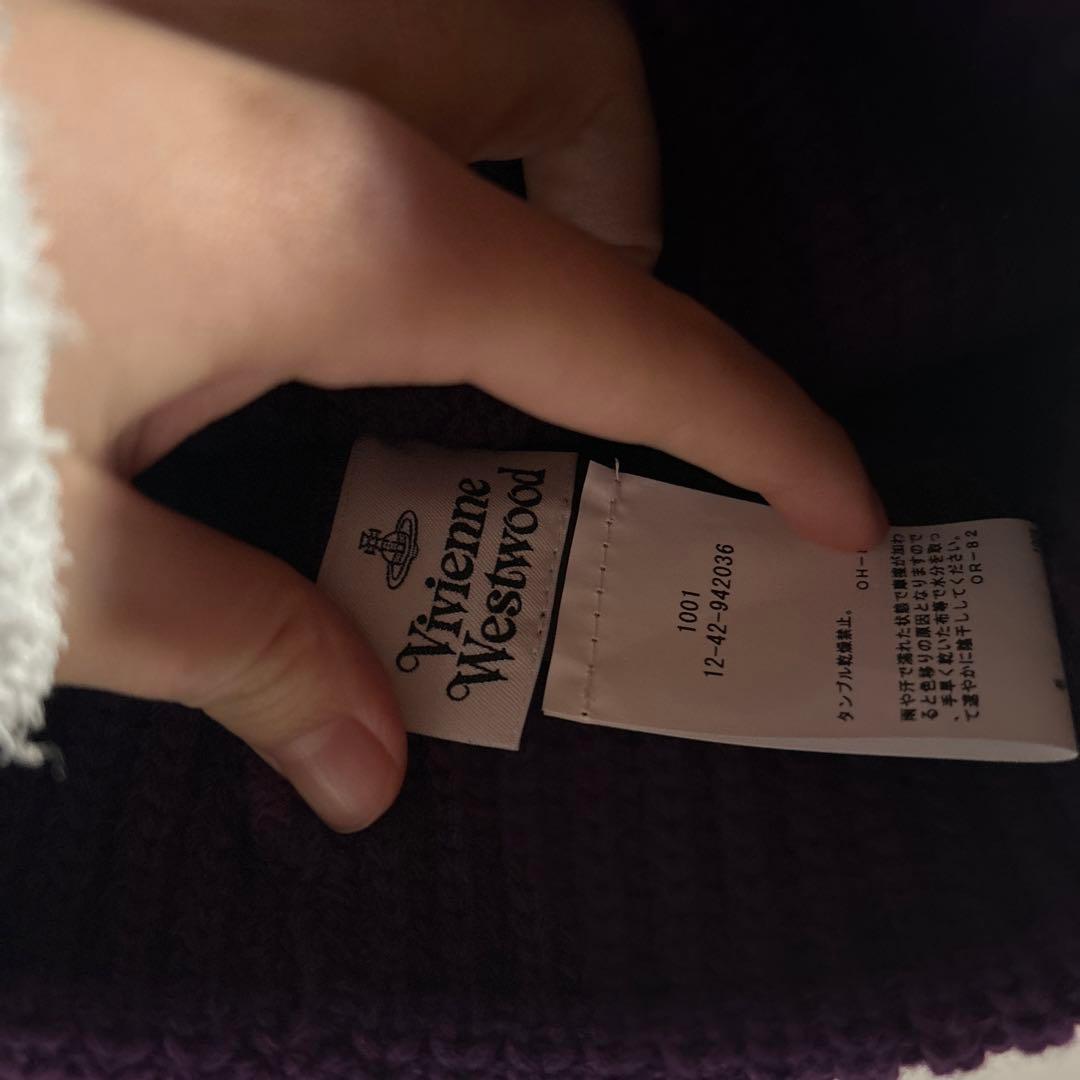 Vivienne
Westwood
1001
12-42-942036
OH-
タンブル乾燥禁止。
雨や汗で濡れた状態で摩擦が加わ
ると色移りの原因となりますので
、手早く乾いた布等で水分を取っ
て速やかに陰干ししてください。
OR-82